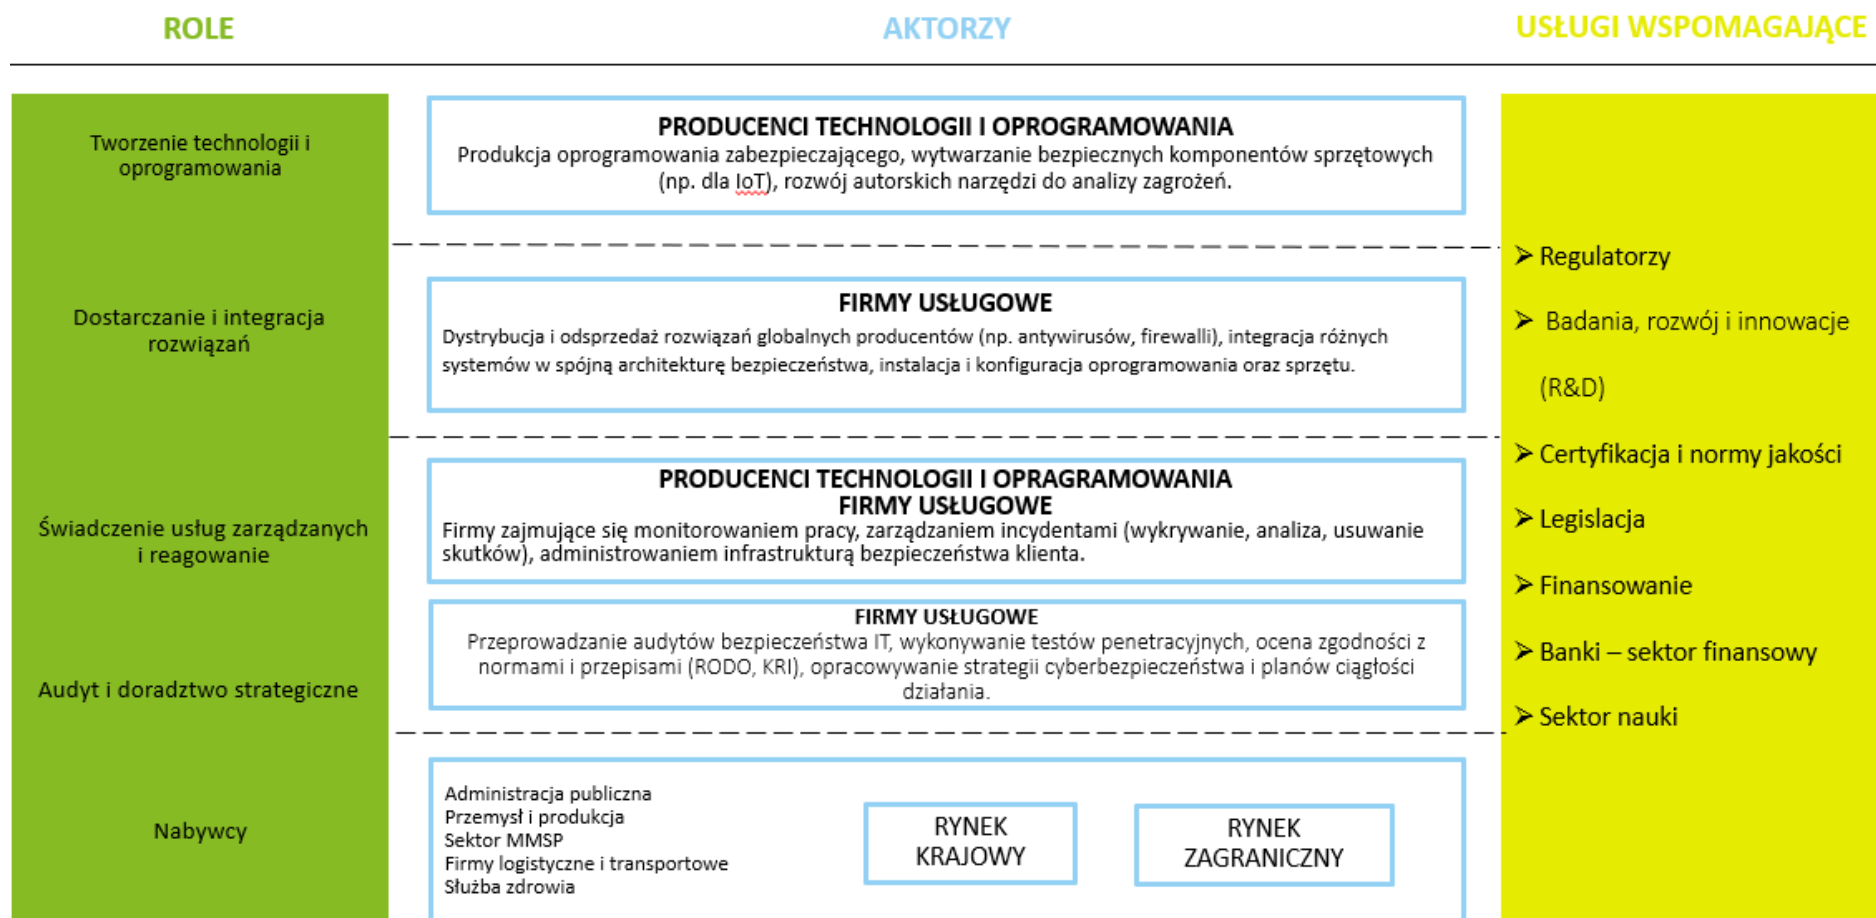 ROLE
AKTORZY
USŁUGI WSPOMAGAJĄCE
Tworzenie technologii i
oprogramowania
PRODUCENCI TECHNOLOGII I OPROGRAMOWANIA
Produkcja oprogramowania zabezpieczającego, wytwarzanie bezpiecznych komponentów sprzętowych
(np. dla IoT), rozwój autorskich narzędzi do analizy zagrożeń.
Dostarczanie i integracja
rozwiązań
FIRMY USŁUGOWE
Dystrybucja i odsprzedaż rozwiązań globalnych producentów (np. antywirusów, firewalli), integracja różnych
systemów w spójną architekturę bezpieczeństwa, instalacja i konfiguracja oprogramowania oraz sprzętu.
Świadczenie usług zarządzanych
i reagowanie
PRODUCENCI TECHNOLOGII I OPRAGRAMOWANIA
FIRMY USŁUGOWE
Firmy zajmujące się monitorowaniem pracy, zarządzaniem incydentami (wykrywanie, analiza, usuwanie
skutków), administrowaniem infrastrukturą bezpieczeństwa klienta.
Audyt i doradztwo strategiczne
FIRMY USŁUGOWE
Przeprowadzanie audytów bezpieczeństwa IT, wykonywanie testów penetracyjnych, ocena zgodności z
normami i przepisami (RODO, KRI), opracowywanie strategii cyberbezpieczeństwa i planów ciągłości
działania.
Nabywcy
Administracja publiczna
Przemysł i produkcja
Sektor MMSP
Firmy logistyczne i transportowe
Służba zdrowia
RYNEK
KRAJOWY
RYNEK
ZAGRANICZNY
➢ Regulatorzy
➢ Badania, rozwój i innowacje
(R&D)
➢ Certyfikacja i normy jakości
➢ Legislacja
➢ Finansowanie
➢ Banki – sektor finansowy
➢ Sektor nauki